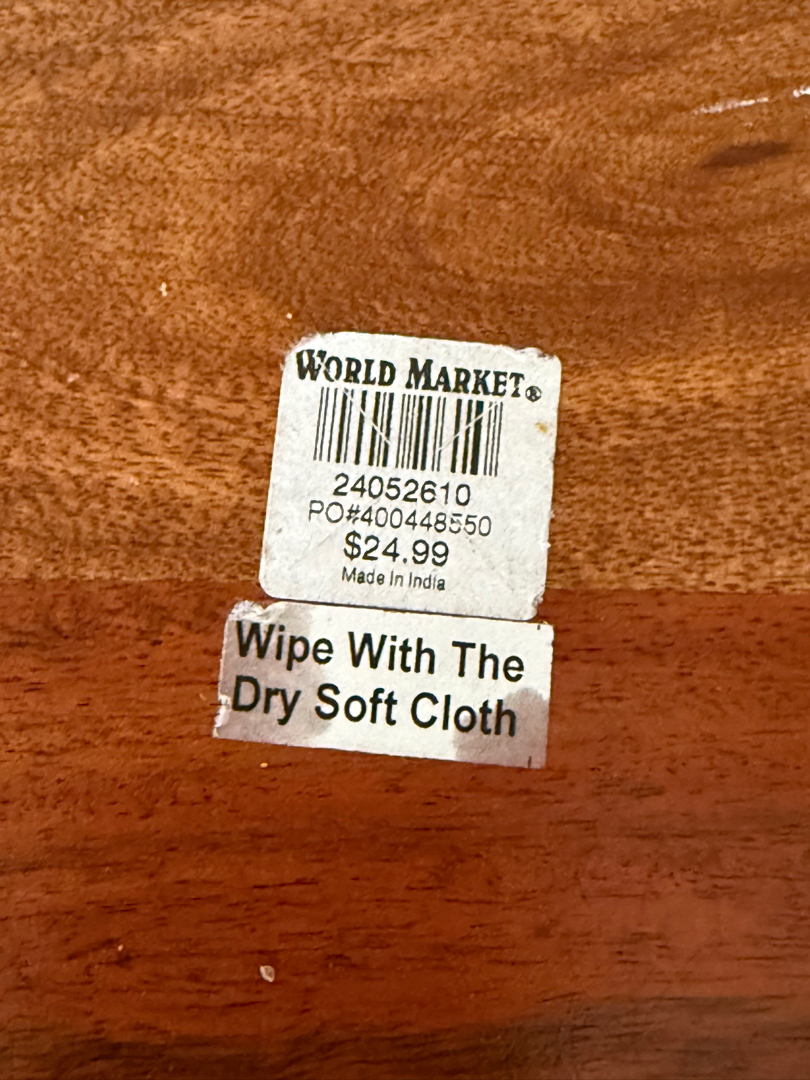 WORLD MARKET®
24052610
PO#400448550
$24.99
Made In India
Wipe With The
Dry Soft Cloth